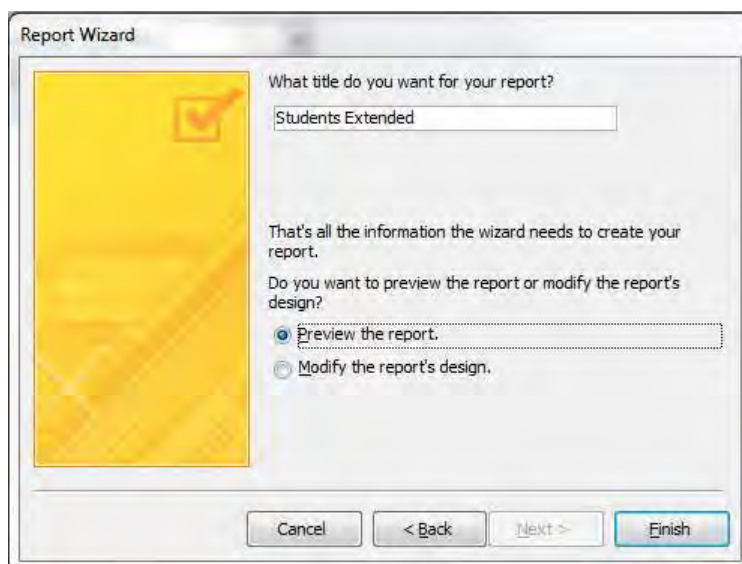 Report Wizard
What title do you want for your report?
Students Extended
That's all the information the wizard needs to create your
report.
Do you want to preview the report or modify the report's
design?
Preview the report.
Modify the report's design.
Cancel
< Back
Next >
Finish